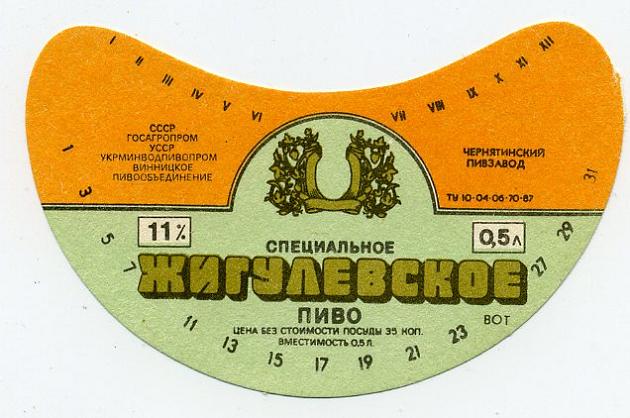 I II III IV V VI VII VIII IX X XI XII
СССР
ГОСАГРОПРОМ
УССР
УКРМИНВОДПИВОПРОМ
ВИННИЦКОЕ
ПИВООБЪЕДИНЕНИЕ
ЧЕРНЯТИНСКИЙ
ПИВЗАВОД
ТУ 10-04-06-70-87
11%
0,5л
СПЕЦИАЛЬНОЕ
ЖИГУЛЕВСКОЕ
ПИВО
ЦЕНА БЕЗ СТОИМОСТИ ПОСУДЫ 35 КОП.
ВМЕСТИМОСТЬ 0,5 Л.
ВОТ
1 3 5 7 11 13 15 17 19 21 23 27 29 31